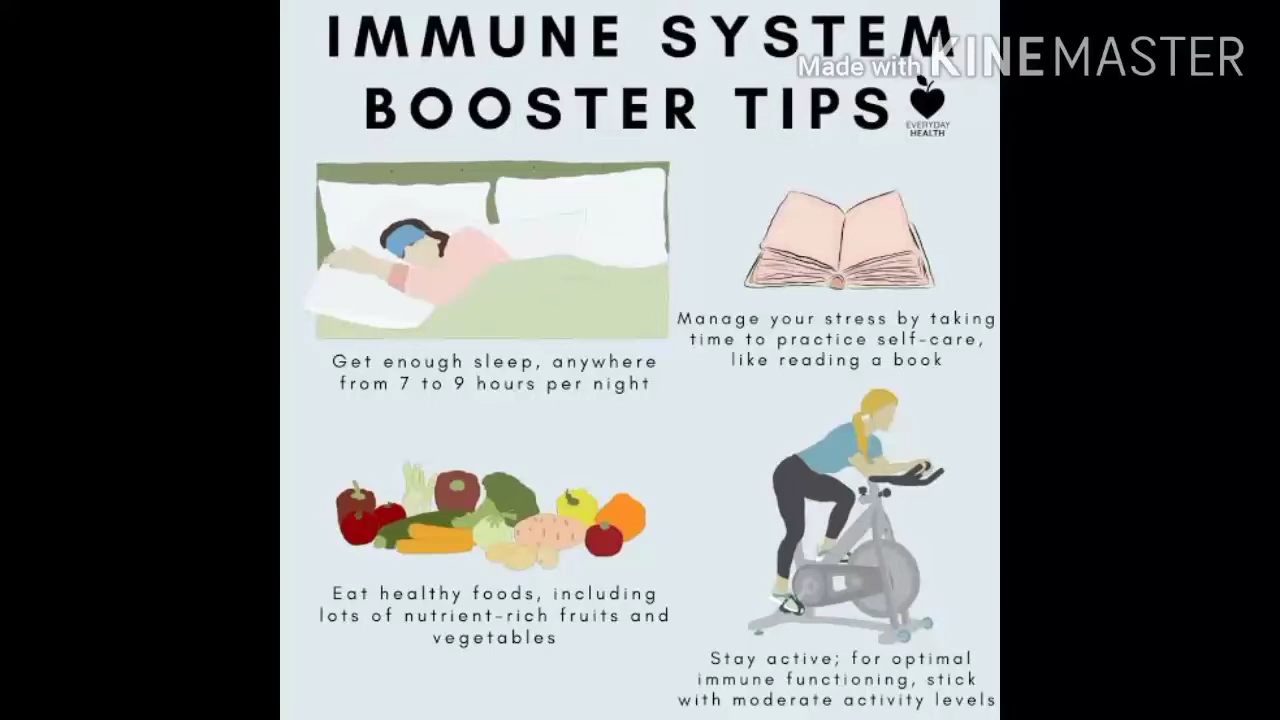 IMMUNE SYSTEM
Made with KINEMASTER
BOOSTER TIPS
EVERYDAY
HEALTH
Get enough sleep, anywhere
from 7 to 9 hours per night
Manage your stress by taking
time to practice self-care,
like reading a book
Eat healthy foods, including
lots of nutrient-rich fruits and
vegetables
Stay active; for optimal
immune functioning, stick
with moderate activity levels